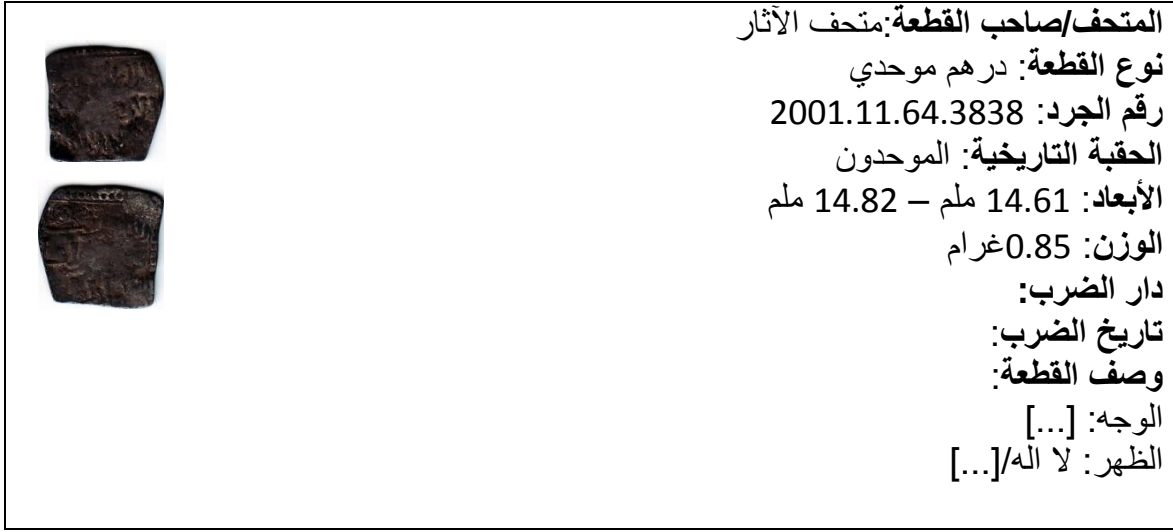 المتحف/صاحب القطعة:متحف الآثار
نوع القطعة: درهم موحدي
رقم الجرد: 2001.11.64.3838
الحقبة التاريخية: الموحدون
الأبعاد: 14.61 ملم – 14.82 ملم
الوزن: 0.85غرام
دار الضرب:
تاريخ الضرب:
وصف القطعة:
الوجه: [...]
الظهر: لا اله/[...]